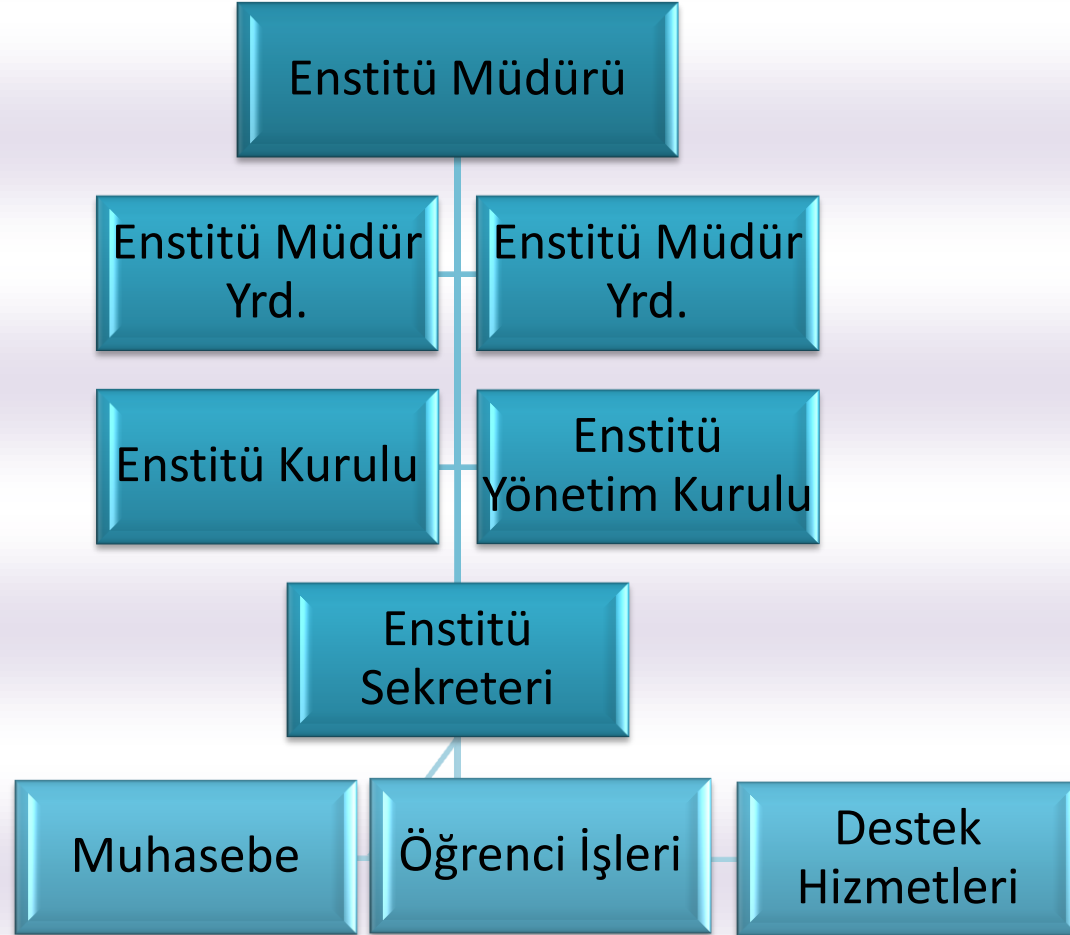 Enstitü Müdürü
Enstitü Müdür
Yrd.
Enstitü Müdür
Yrd.
Enstitü Kurulu
Enstitü
Yönetim Kurulu
Enstitü
Sekreteri
Muhasebe
Öğrenci İşleri
Destek
Hizmetleri